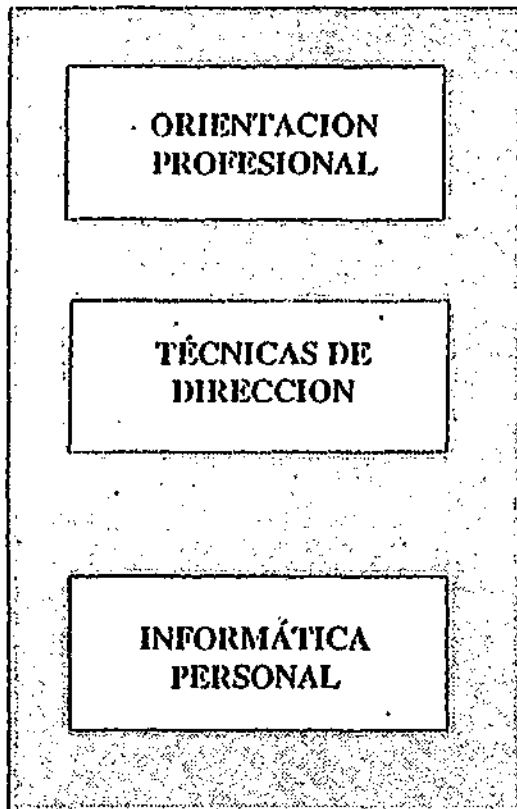 ORIENTACION
PROFESIONAL
TÉCNICAS DE
DIRECCION
INFORMÁTICA
PERSONAL